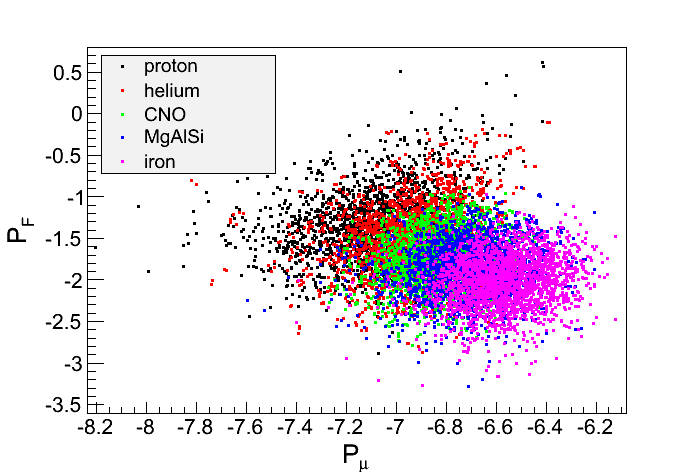 proton
helium
CNO
MgAlSi
iron
0.5
0
-0.5
-1
-1.5
-2
-2.5
-3
-3.5
P_F
-8.2 -8 -7.8 -7.6 -7.4 -7.2 -7 -6.8 -6.6 -6.4 -6.2
P_μ